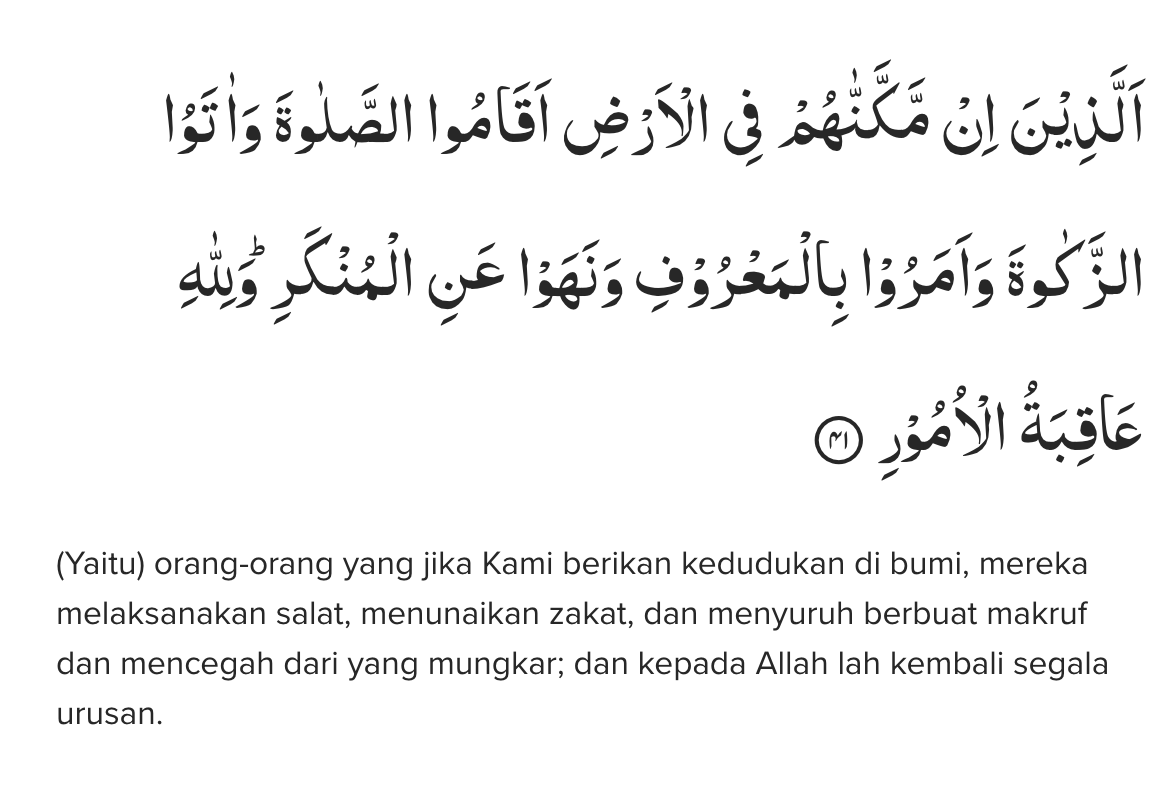 اَلَّذِيْنَ اِنْ مَّكَّنّٰهُمْ فِى الْاَرْضِ اَقَامُوا الصَّلٰوةَ وَاٰتَوُا
الزَّكٰوةَ وَاَمَرُوْا بِالْمَعْرُوْفِ وَنَهَوْا عَنِ الْمُنْكَرِۗ وَلِلّٰهِ
عَاقِبَةُ الْاُمُوْرِ ٤١
(Yaitu) orang-orang yang jika Kami berikan kedudukan di bumi, mereka
melaksanakan salat, menunaikan zakat, dan menyuruh berbuat makruf
dan mencegah dari yang mungkar; dan kepada Allah lah kembali segala
urusan.